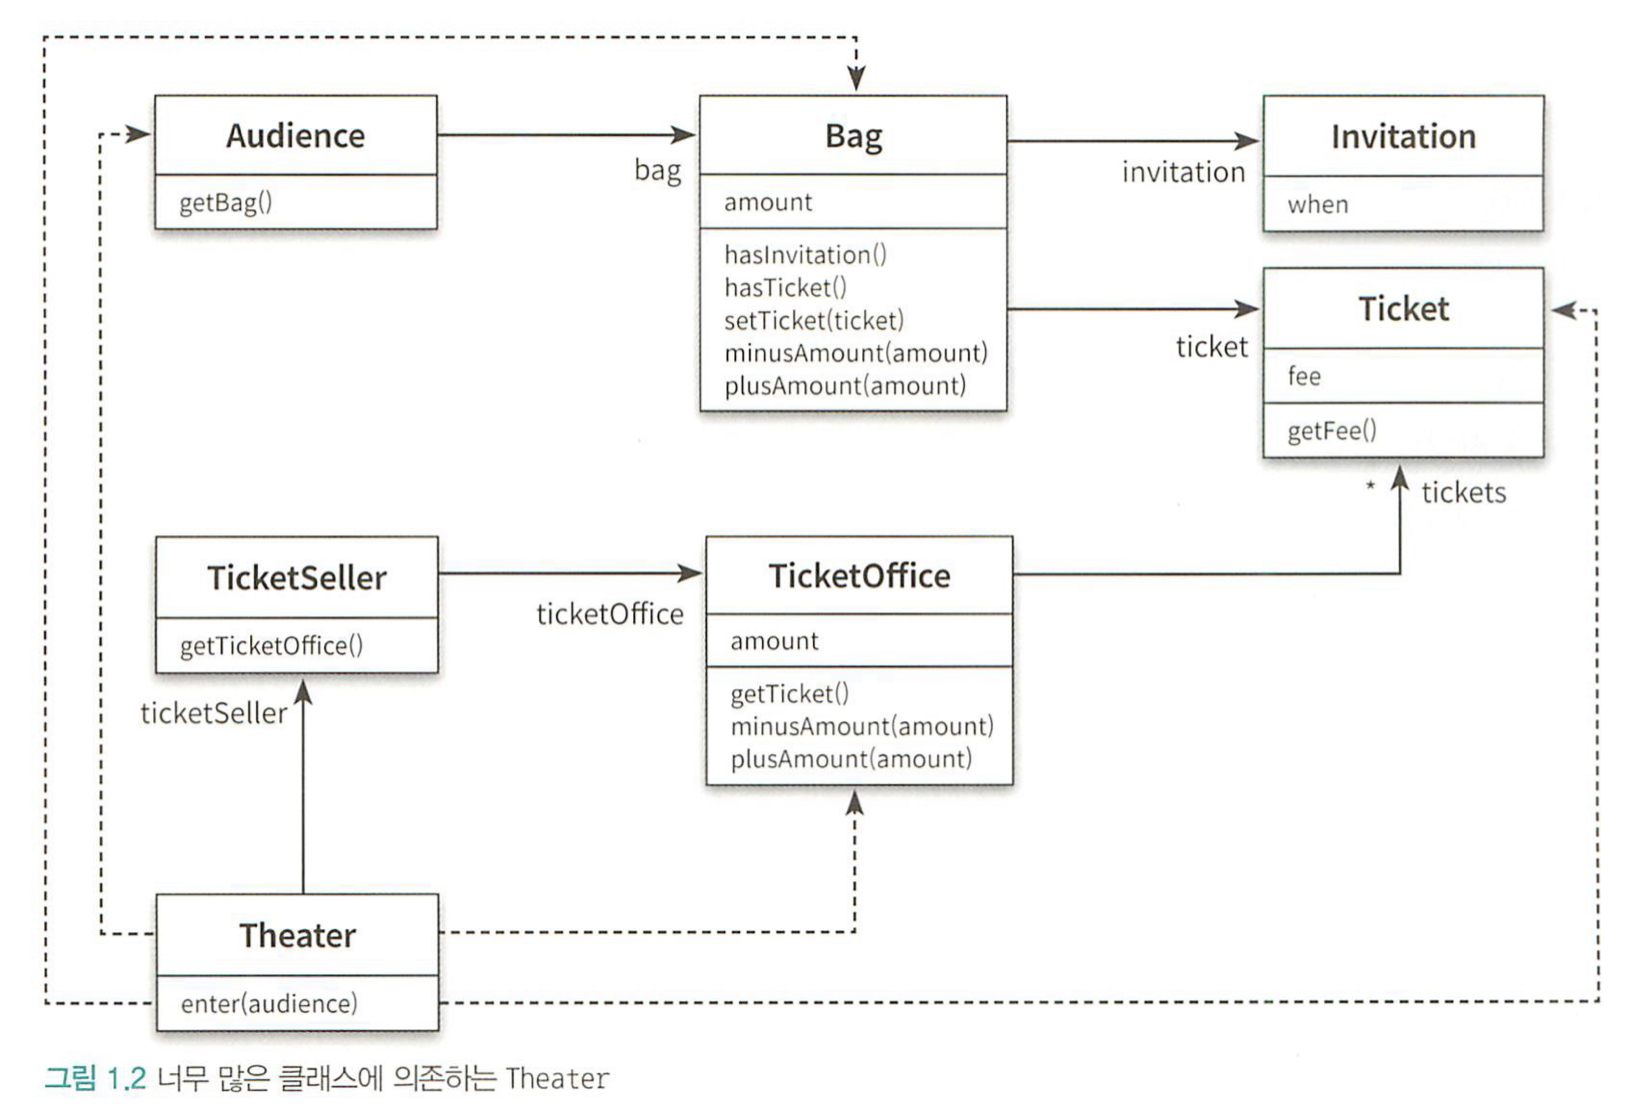 Audience
getBag()
bag
Bag
amount
hasInvitation()
hasTicket()
setTicket(ticket)
minusAmount(amount)
plusAmount(amount)
invitation
Invitation
when
ticket
Ticket
fee
getFee()
* tickets
TicketSeller
getTicketOffice()
ticketOffice
TicketOffice
amount
getTicket()
minusAmount(amount)
plusAmount(amount)
ticketSeller
Theater
enter(audience)
그림 1.2 너무 많은 클래스에 의존하는 Theater